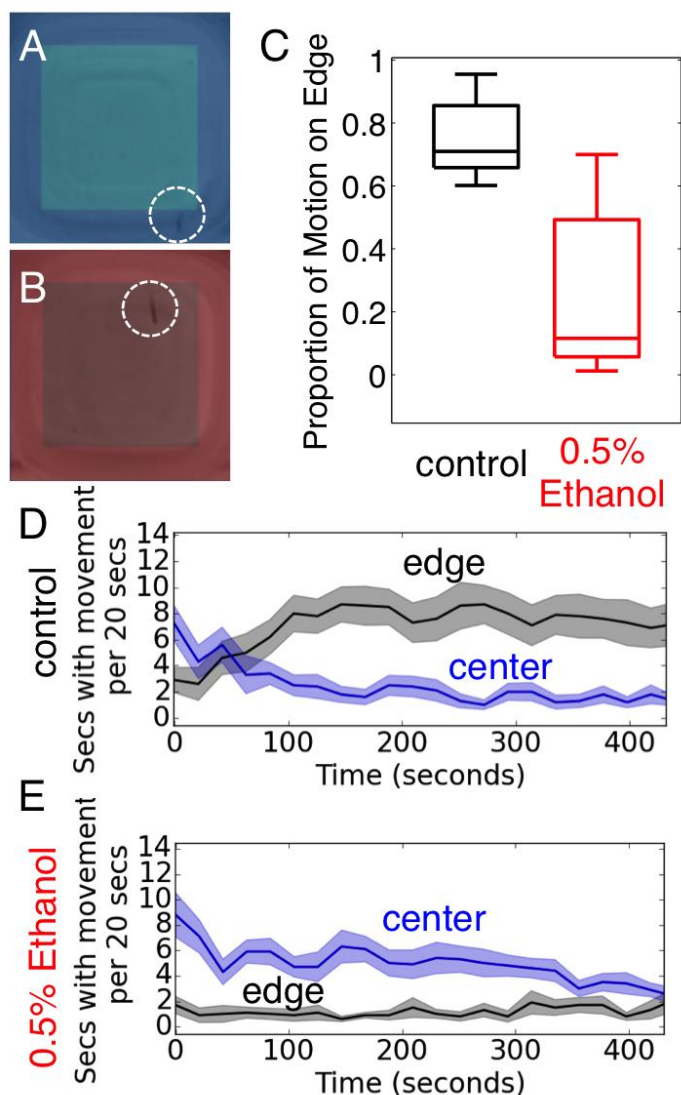 A
B
C
Proportion of Motion on Edge
1
0.8
0.6
0.4
0.2
0
control
0.5%
Ethanol
D
control
Secs with movement
per 20 secs
14
12
10
8
6
4
2
0
edge
center
0 100 200 300 400
Time (seconds)
E
0.5% Ethanol
Secs with movement
per 20 secs
14
12
10
8
6
4
2
0
center
edge
0 100 200 300 400
Time (seconds)